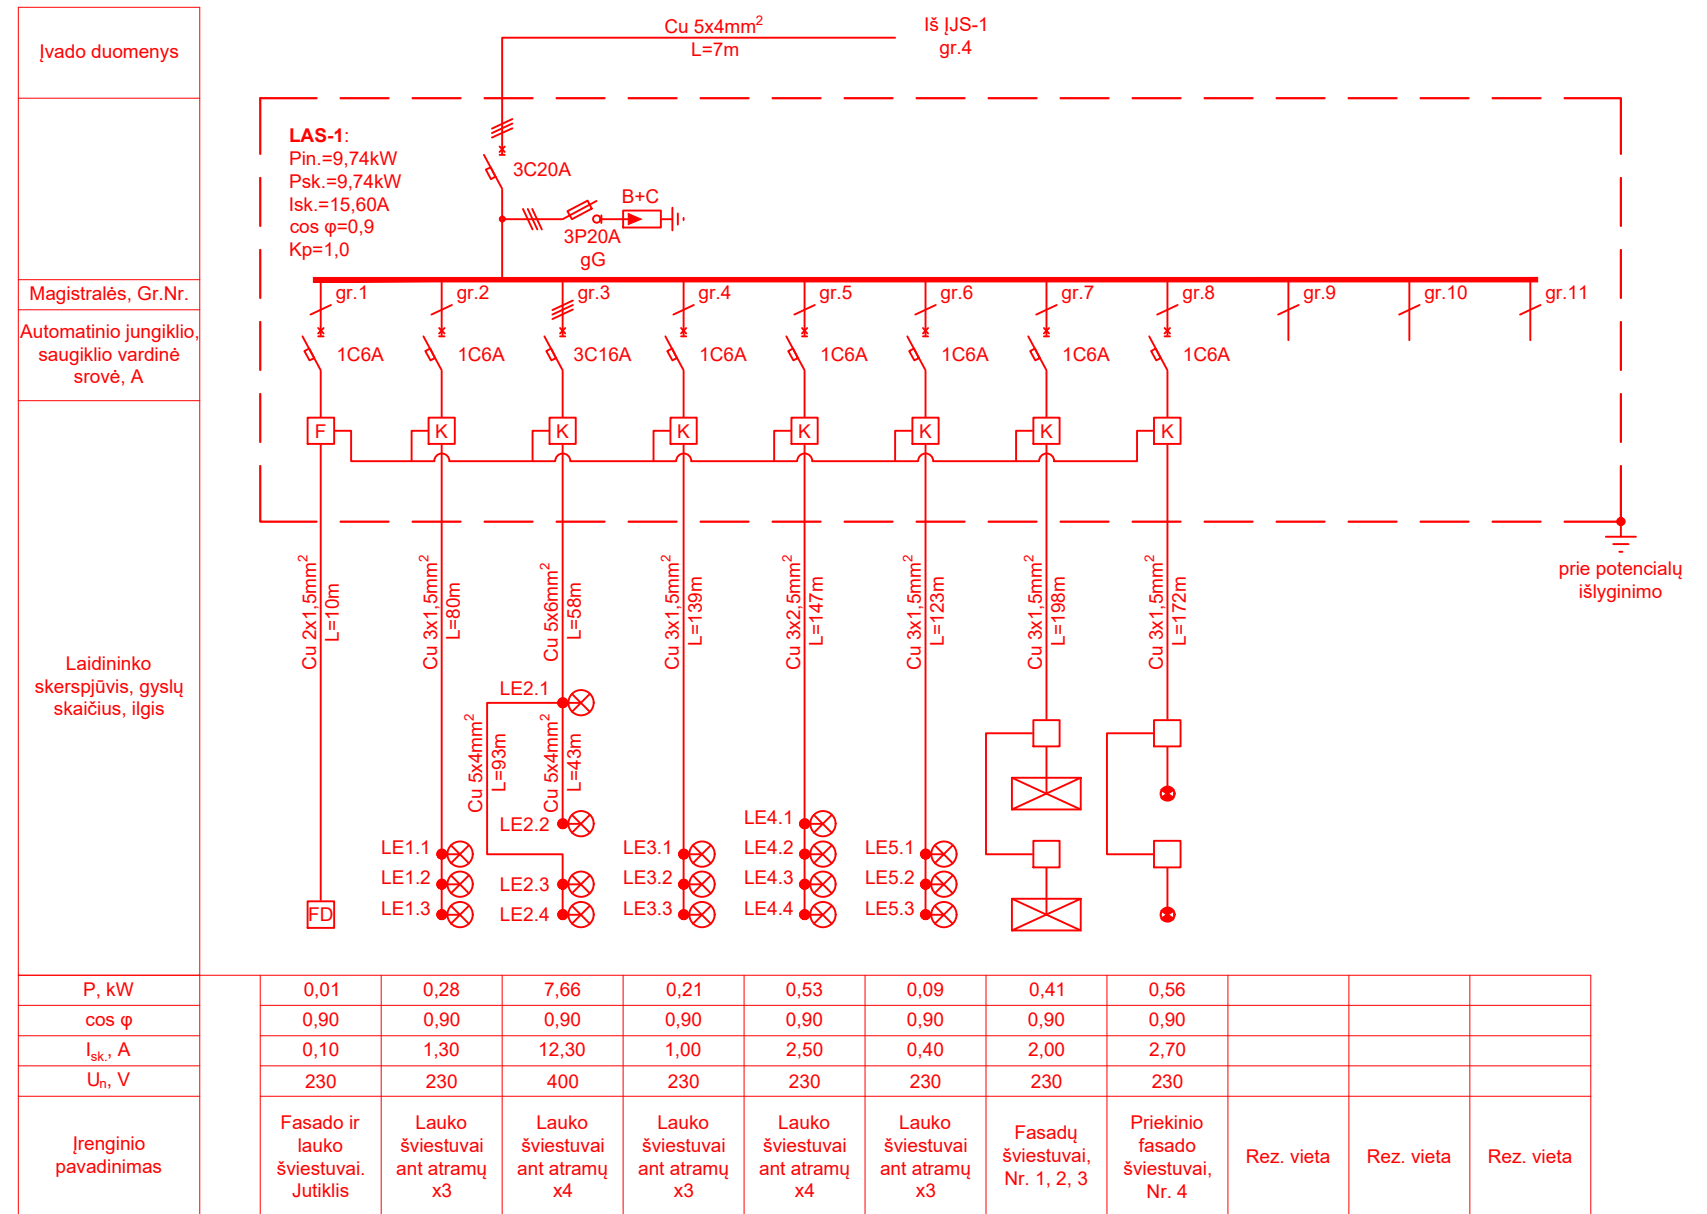 Įvado duomenys
Cu 5x4mm²
L=7m
Iš ĮJS-1
gr.4
LAS-1:
Pin.=9,74kW
Psk.=9,74kW
Isk.=15,60A
cos φ=0,9
Kp=1,0
3C20A
B+C
3P20A
gG
Magistralės, Gr.Nr.
gr.1 gr.2 gr.3 gr.4 gr.5 gr.6 gr.7 gr.8 gr.9 gr.10 gr.11
Automatinio jungiklio,
saugiklio vardinė
srovė, A
1C6A 1C6A 3C16A 1C6A 1C6A 1C6A 1C6A 1C6A
F K K K K K K K
prie potencialų
išlyginimo
Laidininko
skerspjūvis, gyslų
skaičius, ilgis
Cu 2x1,5mm²
L=10m
Cu 3x1,5mm²
L=80m
Cu 5x6mm²
L=58m
Cu 3x1,5mm²
L=139m
Cu 3x2,5mm²
L=147m
Cu 3x1,5mm²
L=123m
Cu 3x1,5mm²
L=198m
Cu 3x1,5mm²
L=172m
LE2.1
Cu 5x4mm²
L=93m
Cu 5x4mm²
L=43m
FD
LE1.1
LE1.2
LE1.3
LE2.2
LE2.3
LE2.4
LE3.1
LE3.2
LE3.3
LE4.1
LE4.2
LE4.3
LE4.4
LE5.1
LE5.2
LE5.3
P, kW 0,01 0,28 7,66 0,21 0,53 0,09 0,41 0,56
cos φ 0,90 0,90 0,90 0,90 0,90 0,90 0,90 0,90
Isk., A 0,10 1,30 12,30 1,00 2,50 0,40 2,00 2,70
Un, V 230 230 400 230 230 230 230 230
Įrenginio
pavadinimas
Fasado ir
lauko
šviestuvai.
Jutiklis
Lauko
šviestuvai
ant atramų
x3
Lauko
šviestuvai
ant atramų
x4
Lauko
šviestuvai
ant atramų
x3
Lauko
šviestuvai
ant atramų
x4
Lauko
šviestuvai
ant atramų
x3
Fasadų
šviestuvai,
Nr. 1, 2, 3
Priekinio
fasado
šviestuvai,
Nr. 4
Rez. vieta
Rez. vieta
Rez. vieta